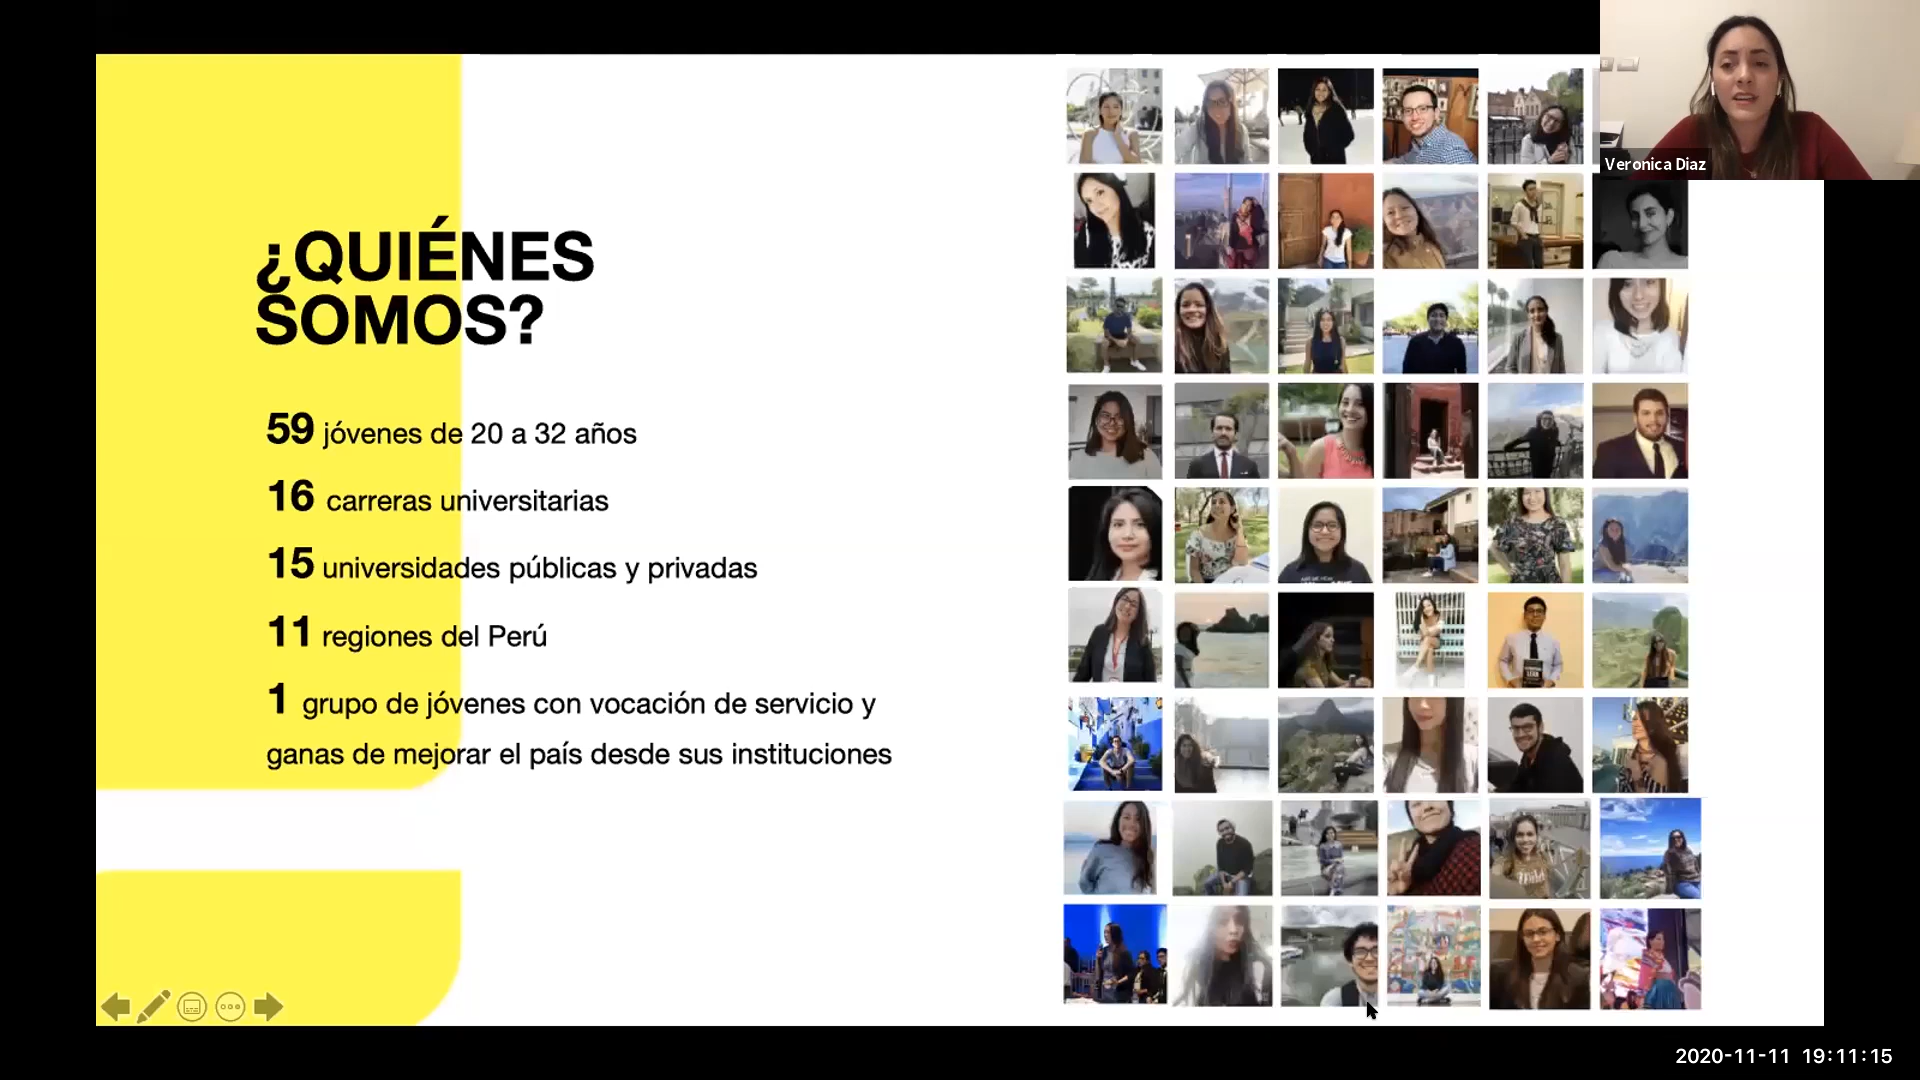 ¿QUIÉNES
SOMOS?
59 jóvenes de 20 a 32 años
16 carreras universitarias
15 universidades públicas y privadas
11 regiones del Perú
1 grupo de jóvenes con vocación de servicio y
ganas de mejorar el país desde sus instituciones
Veronica Diaz
2020-11-11 19:11:15